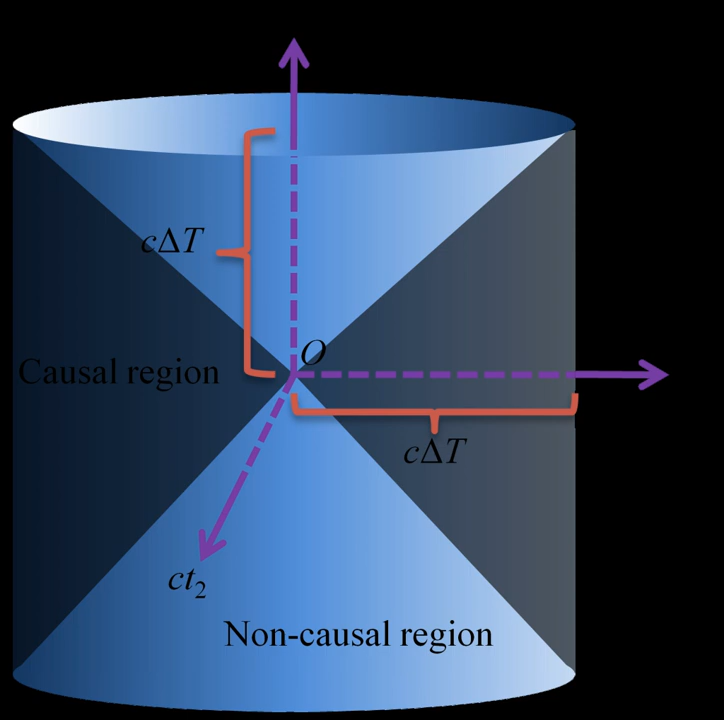 cΔT
O
Causal region
cΔT
ct₂
Non-causal region